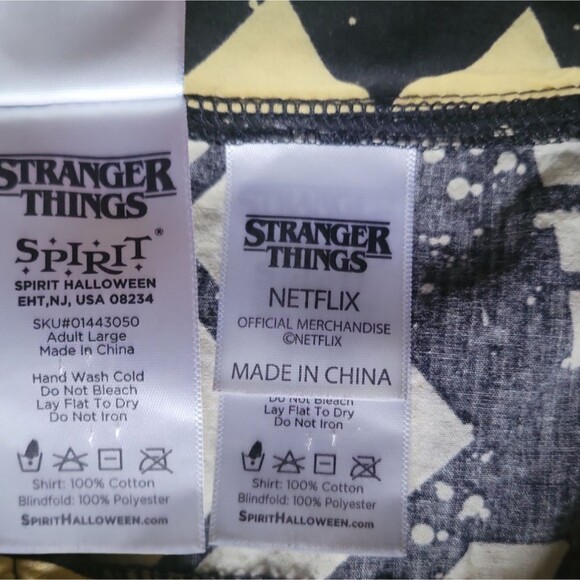 STRANGER
THINGS
SPIRIT®
SPIRIT HALLOWEEN
EHT,NJ, USA 08234
SKU#01443050
Adult Large
Made In China
Hand Wash Cold
Do Not Bleach
Lay Flat To Dry
Do Not Iron
Shirt: 100% Cotton
Blindfold: 100% Polyester
SPIRITHALLOWEEN.com
STRANGER
THINGS
NETFLIX
OFFICIAL MERCHANDISE
©NETFLIX
MADE IN CHINA
Do Not Bleach
Lay Flat To Dry
Do Not Iron
Shirt: 100% Cotton
Blindfold: 100% Polyester
SPIRITHALLOWEEN.com